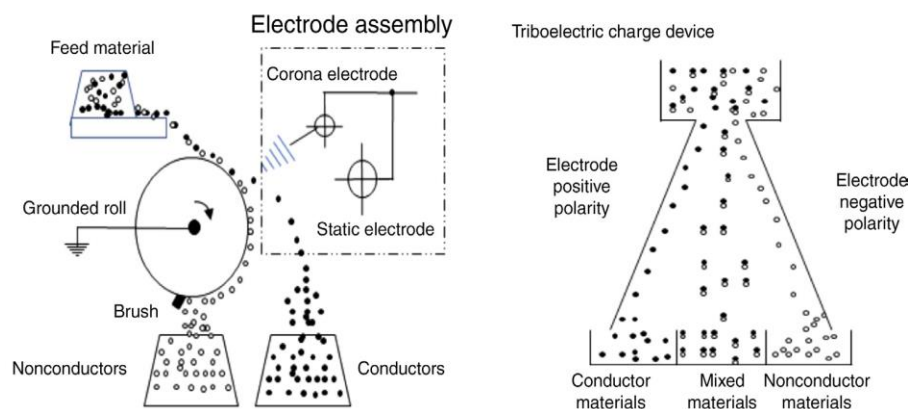 Electrode assembly
Feed material
Corona electrode
Grounded roll
Static electrode
Brush
Nonconductors
Conductors
Triboelectric charge device
Electrode
positive
polarity
Electrode
negative
polarity
Conductor
materials
Mixed
materials
Nonconductor
materials